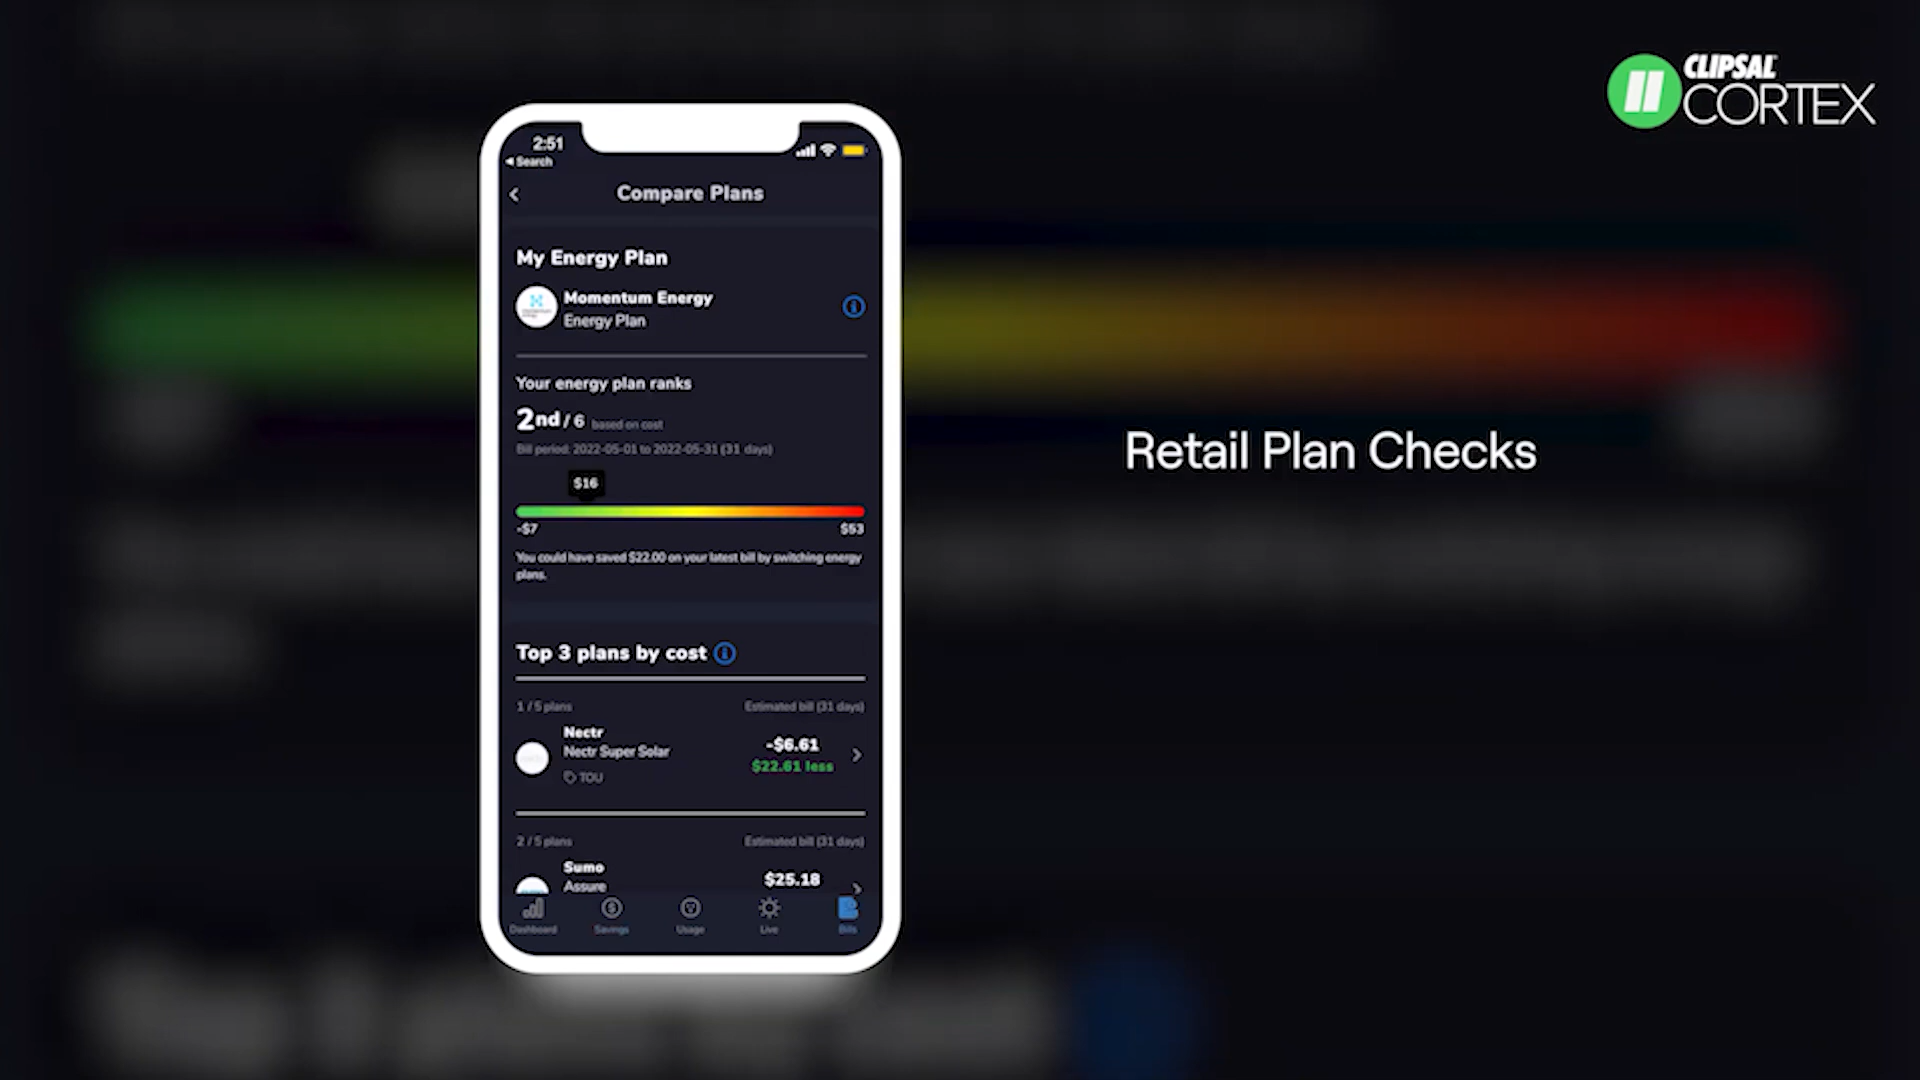 CLIPSAL
CORTEX
2:51
Search
Compare Plans
My Energy Plan
Momentum Energy
Energy Plan
Your energy plan ranks
2nd / 6 based on cost
Bill period: 2022-05-01 to 2022-05-31 (31 days)
$16
-$7 $53
You could have saved $22.00 on your latest bill by switching energy
plans.
Top 3 plans by cost
1 / 5 plans Estimated bill (31 days)
Nectr
Nectr Super Solar
-$6.61
$22.61 less
TOU
2 / 5 plans Estimated bill (31 days)
Sumo
Assure
$25.18
Dashboard Savings Usage Live Bills
Retail Plan Checks